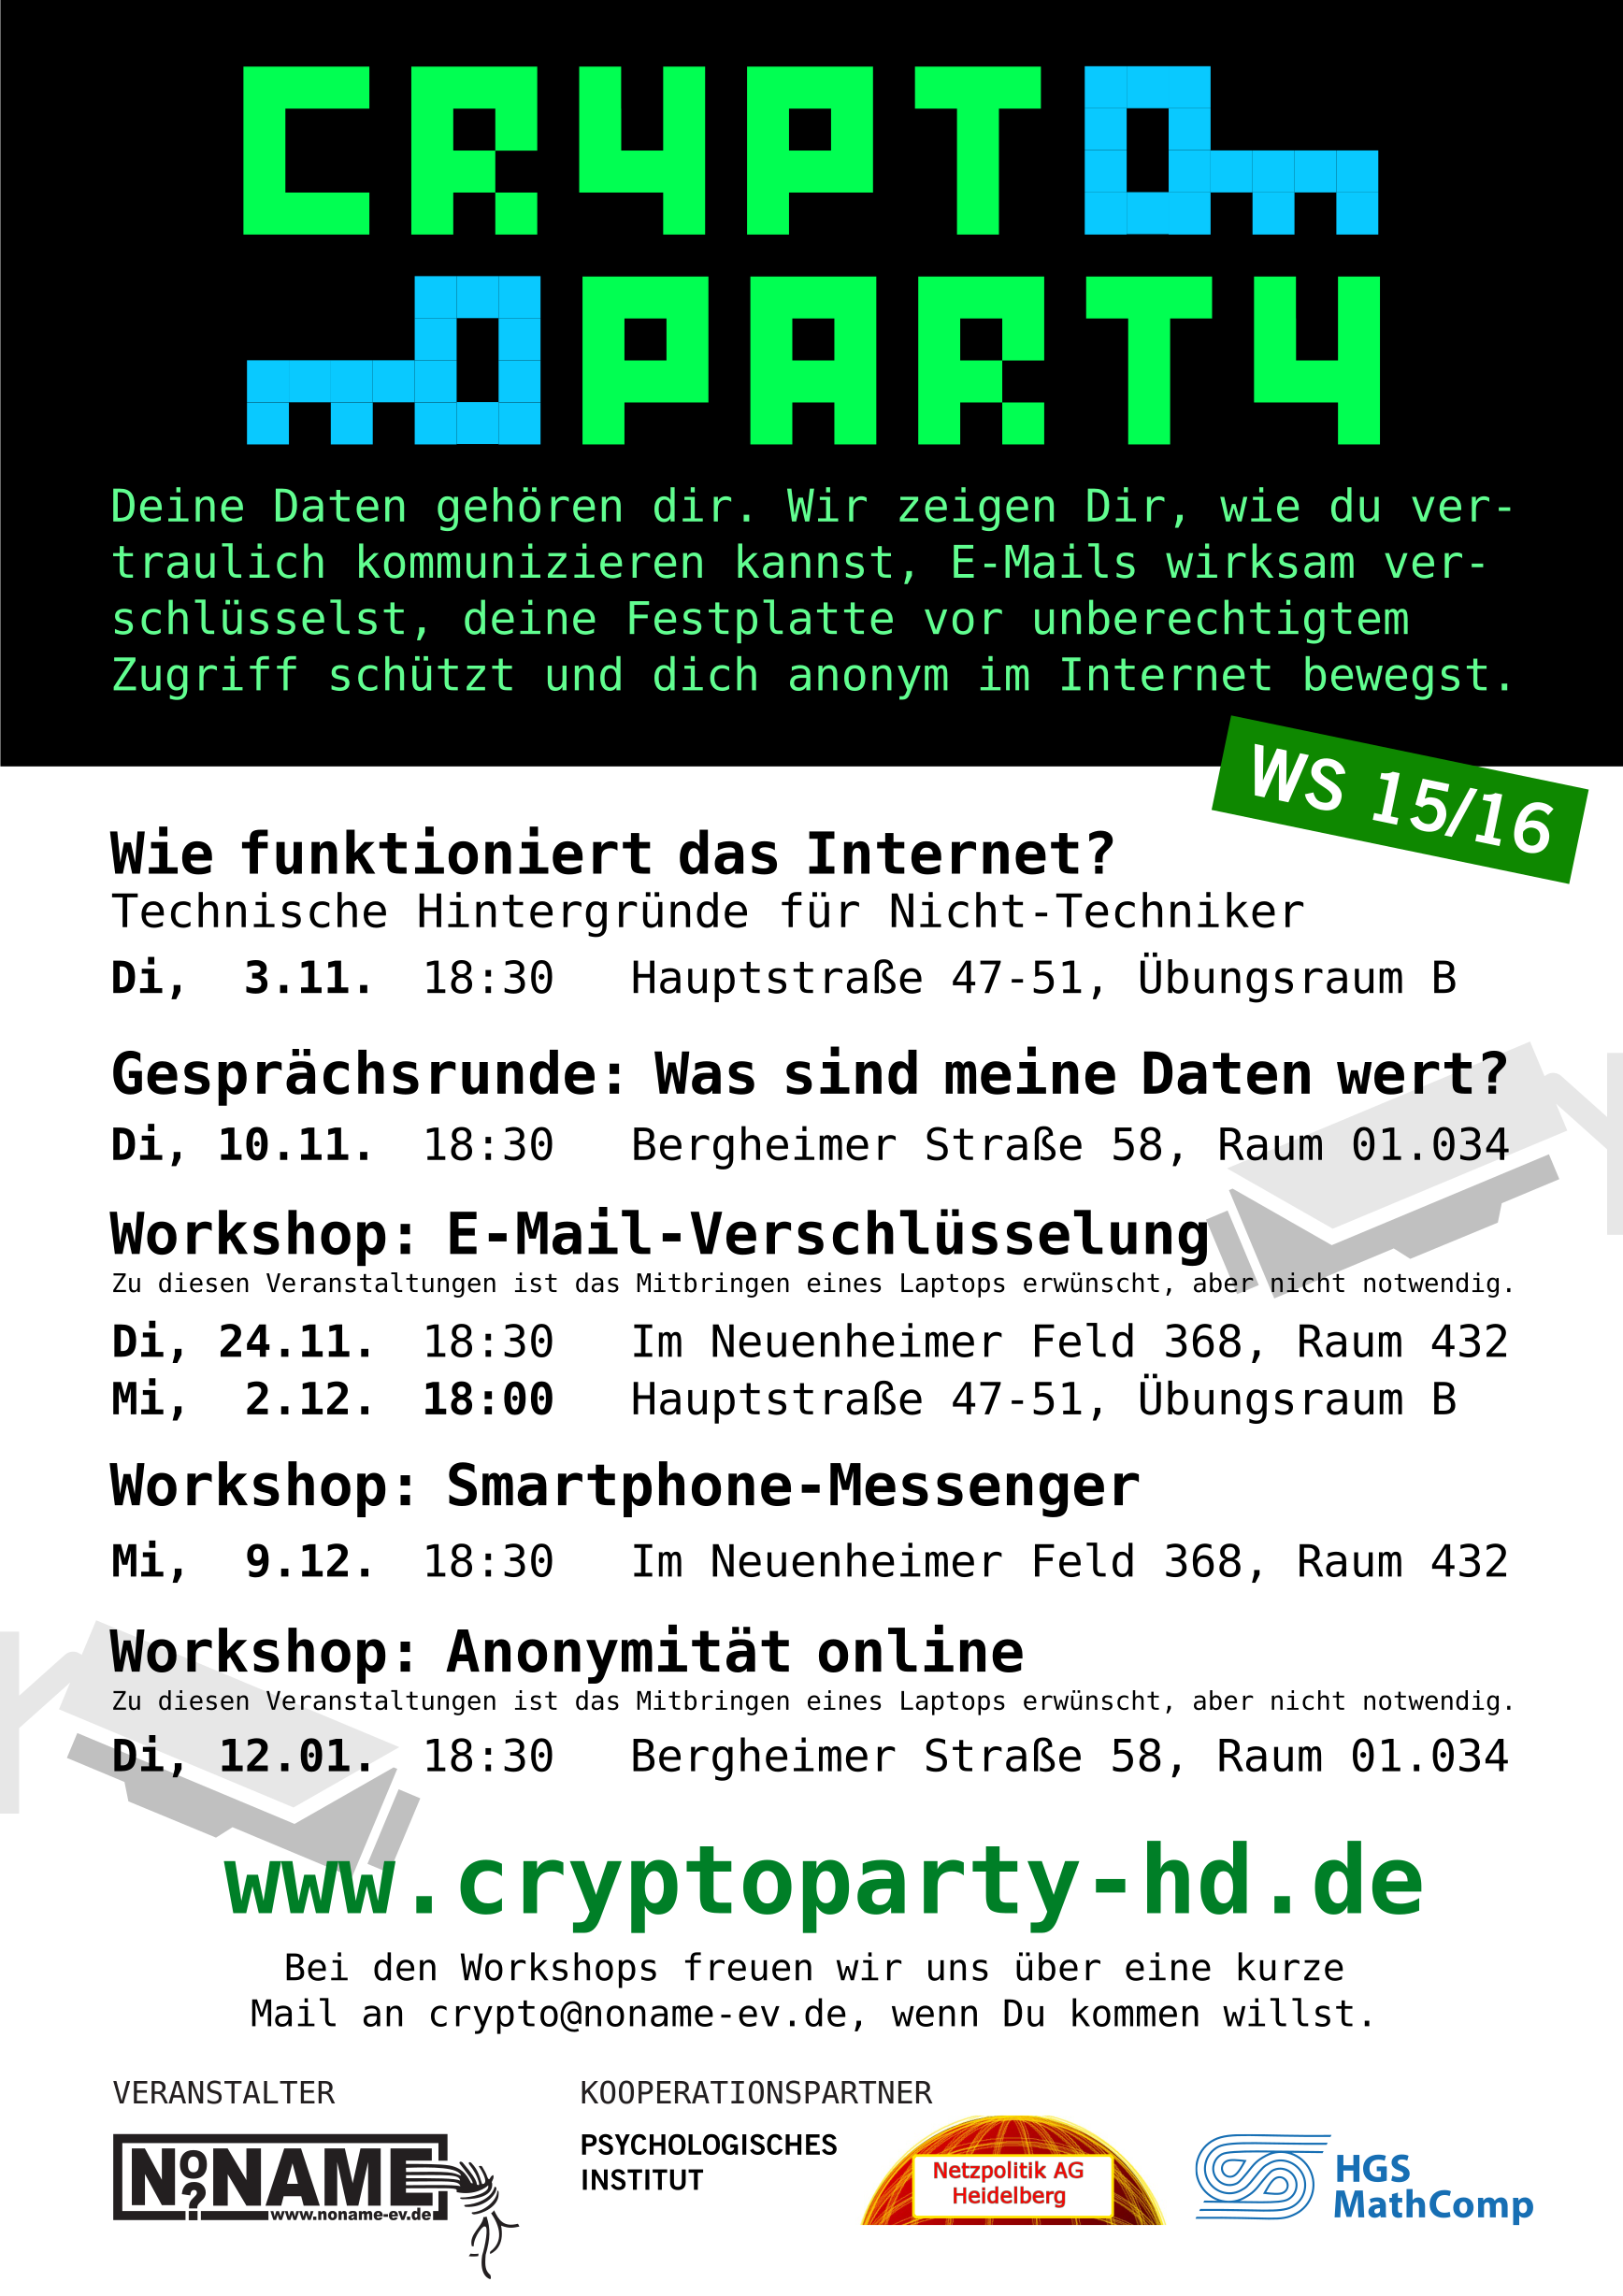 CRYPTO
PARTY
Deine Daten gehören dir. Wir zeigen Dir, wie du ver-
traulich kommunizieren kannst, E-Mails wirksam ver-
schlüsselst, deine Festplatte vor unberechtigtem
Zugriff schützt und dich anonym im Internet bewegst.
WS 15/16
Wie funktioniert das Internet?
Technische Hintergründe für Nicht-Techniker
Di, 3.11. 18:30 Hauptstraße 47-51, Übungsraum B
Gesprächsrunde: Was sind meine Daten wert?
Di, 10.11. 18:30 Bergheimer Straße 58, Raum 01.034
Workshop: E-Mail-Verschlüsselung
Zu diesen Veranstaltungen ist das Mitbringen eines Laptops erwünscht, aber nicht notwendig.
Di, 24.11. 18:30 Im Neuenheimer Feld 368, Raum 432
Mi, 2.12. 18:00 Hauptstraße 47-51, Übungsraum B
Workshop: Smartphone-Messenger
Mi, 9.12. 18:30 Im Neuenheimer Feld 368, Raum 432
Workshop: Anonymität online
Zu diesen Veranstaltungen ist das Mitbringen eines Laptops erwünscht, aber nicht notwendig.
Di, 12.01. 18:30 Bergheimer Straße 58, Raum 01.034
www.cryptoparty-hd.de
Bei den Workshops freuen wir uns über eine kurze
Mail an crypto@noname-ev.de, wenn Du kommen willst.
VERANSTALTER
NoNAME
www.noname-ev.de
KOOPERATIONSPARTNER
PSYCHOLOGISCHES
INSTITUT
Netzpolitik AG
Heidelberg
HGS
MathComp